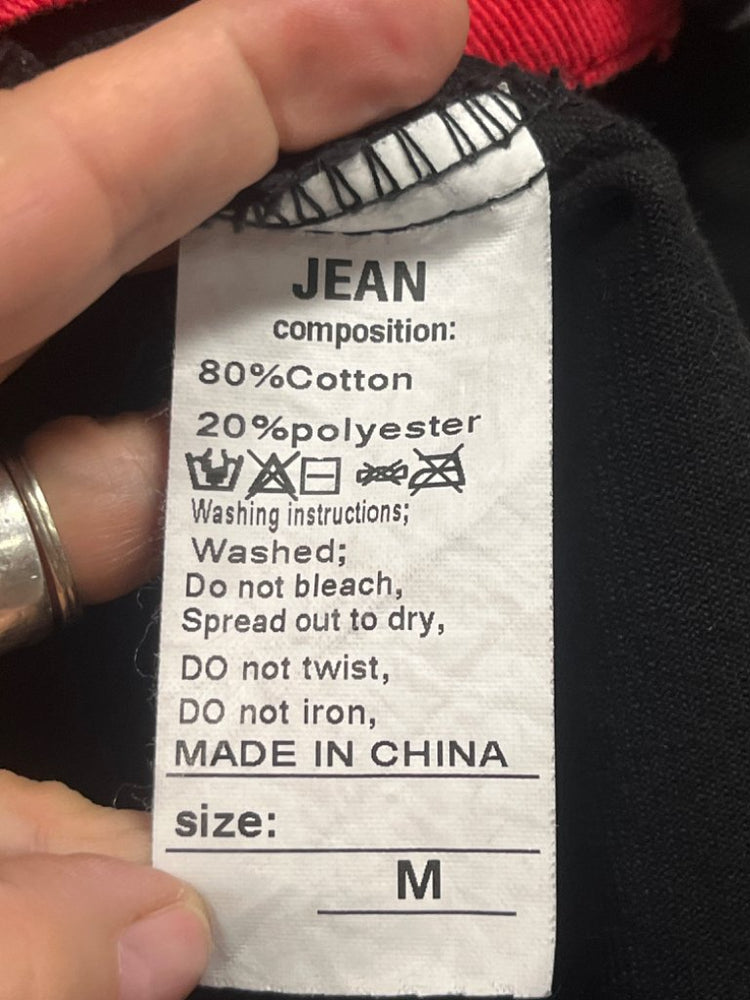 JEAN
composition:
80%Cotton
20%polyester
Washing instructions;
Washed;
Do not bleach,
Spread out to dry,
DO not twist,
DO not iron,
MADE IN CHINA
size:
M